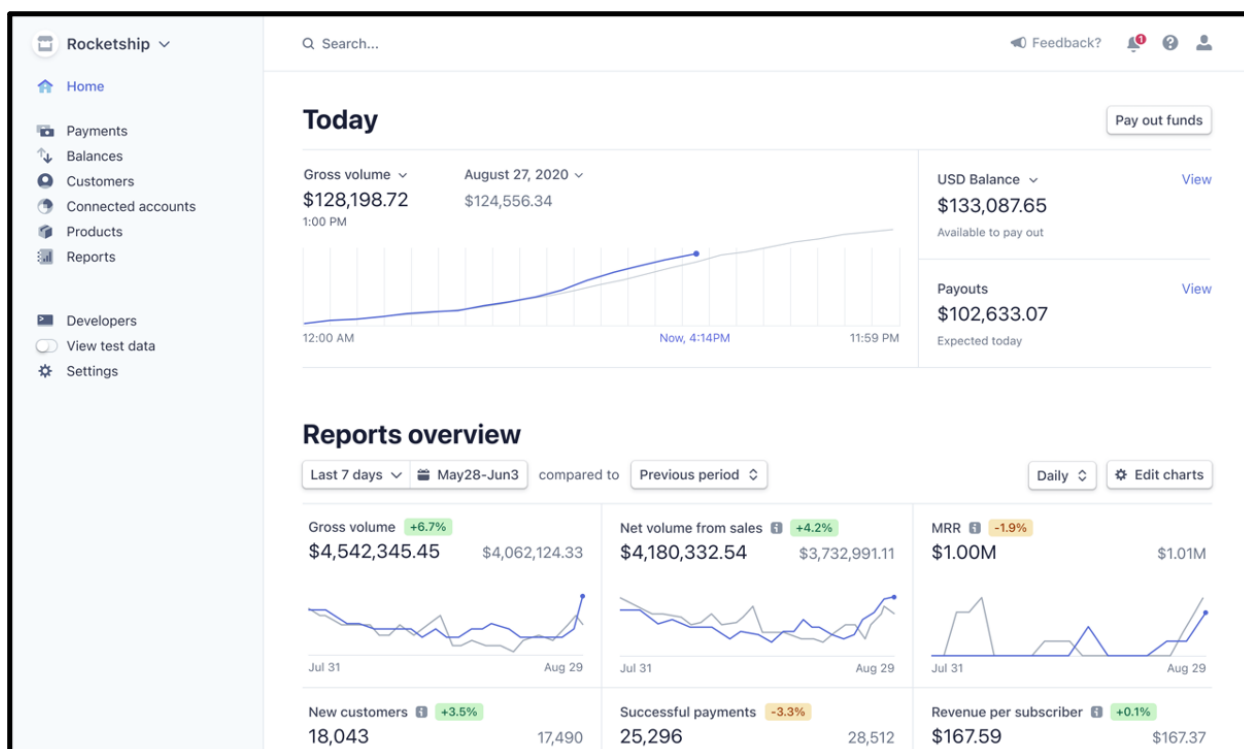 Rocketship
Search...
Feedback?
1
Home
Payments
Balances
Customers
Connected accounts
Products
Reports
Developers
View test data
Settings
Today
Pay out funds
Gross volume
August 27, 2020
$128,198.72
$124,556.34
1:00 PM
12:00 AM
Now, 4:14PM
11:59 PM
USD Balance
View
$133,087.65
Available to pay out
Payouts
View
$102,633.07
Expected today
Reports overview
Last 7 days
May28-Jun3
compared to
Previous period
Daily
Edit charts
Gross volume +6.7%
$4,542,345.45 $4,062,124.33
Jul 31 Aug 29
Net volume from sales +4.2%
$4,180,332.54 $3,732,991.11
Jul 31 Aug 29
MRR -1.9%
$1.00M $1.01M
Jul 31 Aug 29
New customers +3.5%
18,043 17,490
Successful payments -3.3%
25,296 28,512
Revenue per subscriber +0.1%
$167.59 $167.37